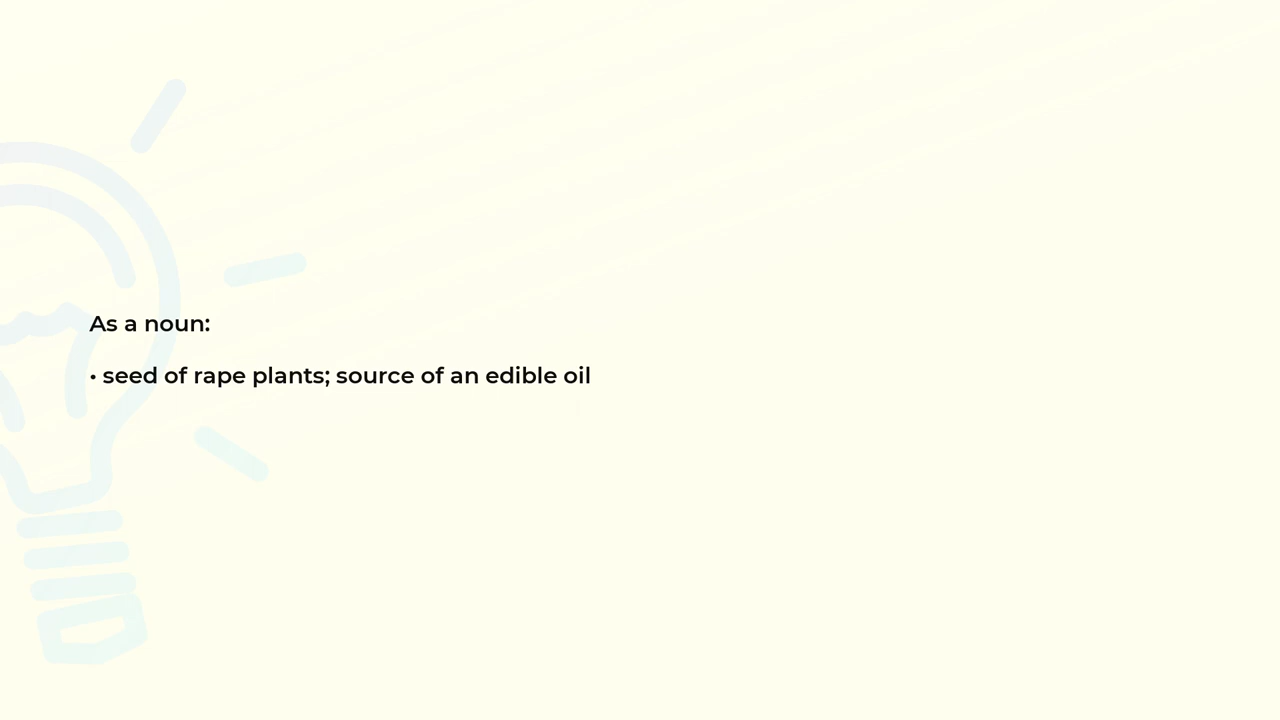 As a noun:
• seed of rape plants; source of an edible oil